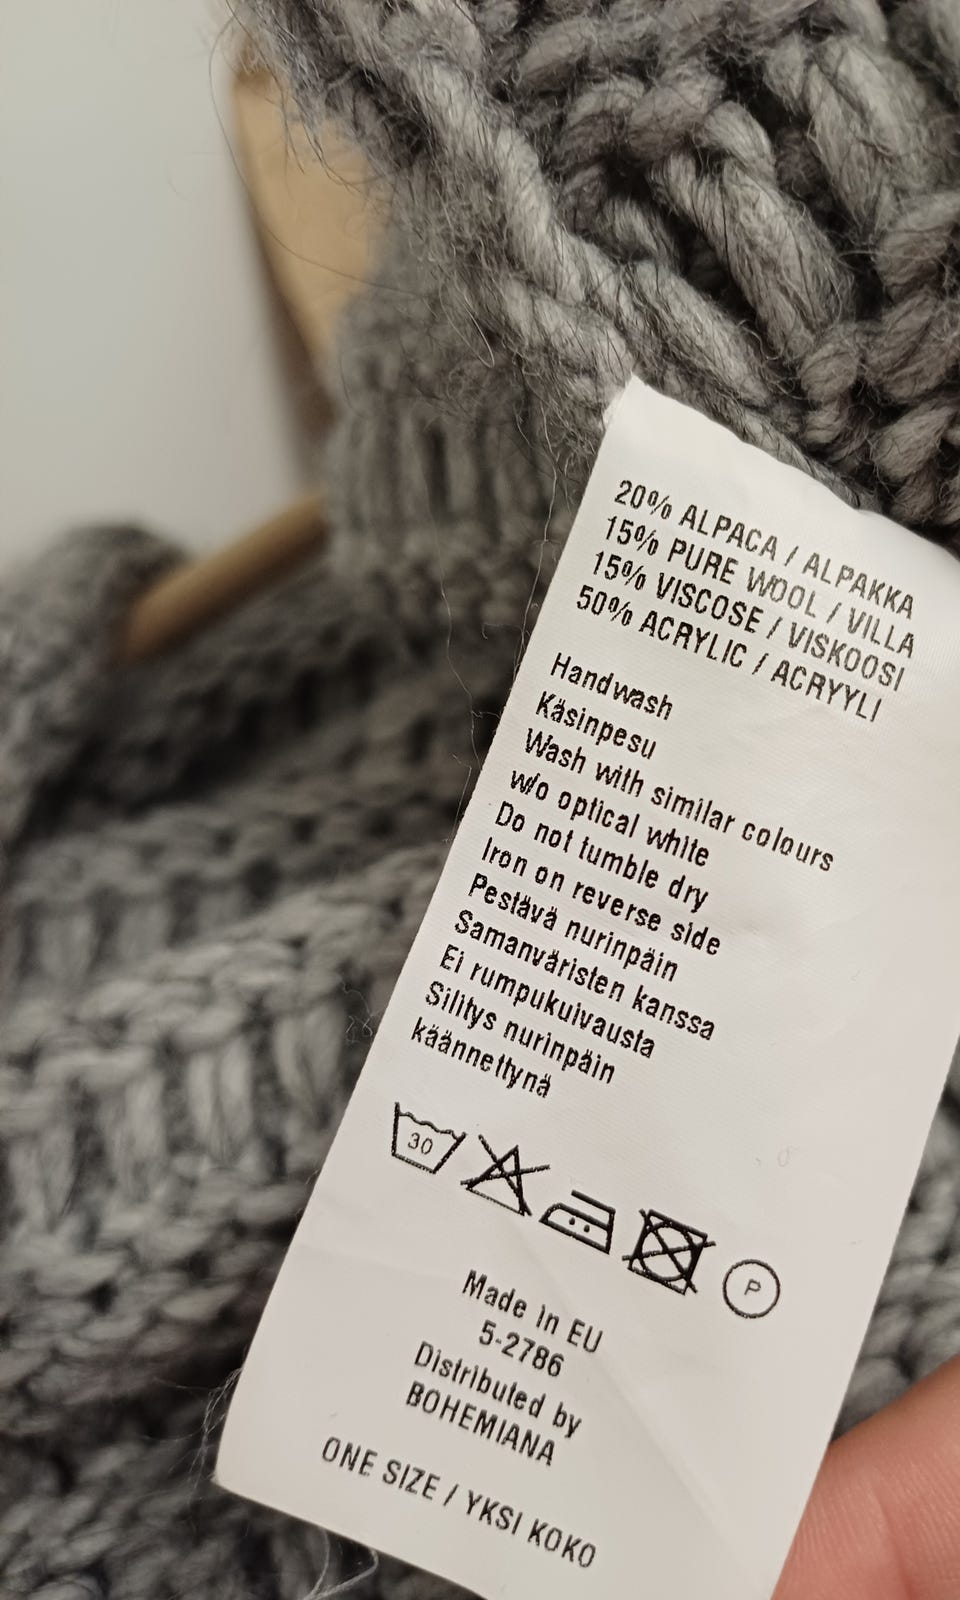 20% ALPACA / ALPAKKA
15% PURE WOOL / VILLA
15% VISCOSE / VISKOOSI
50% ACRYLIC / ACRYYLI
Handwash
Käsinpesu
Wash with similar colours
w/o optical white
Do not tumble dry
Iron on reverse side
Pestävä nurinpäin
Samanväristen kanssa
Ei rumpukuivausta
Silitys nurinpäin
käännettynä
30
P
Made in EU
5-2786
Distributed by
BOHEMIANA
ONE SIZE / YKSI KOKO